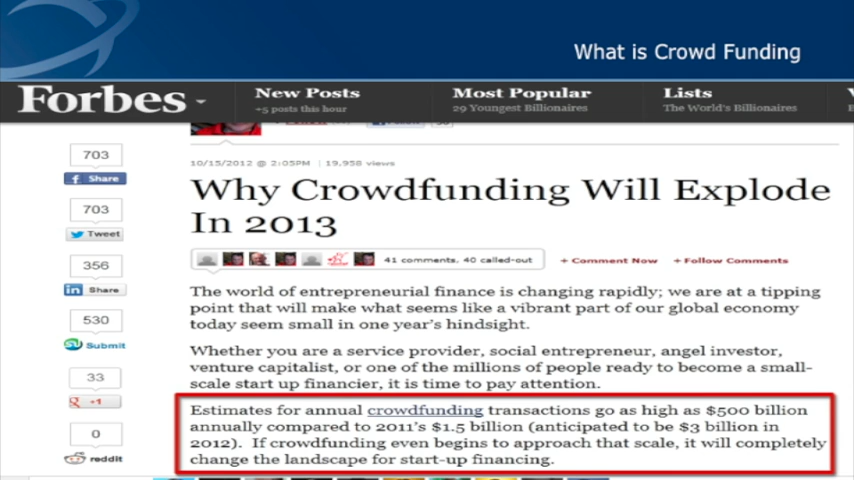 What is Crowd Funding
Forbes
New Posts
+5 posts this hour
Most Popular
29 Youngest Billionaires
Lists
The World's Billionaires
10/15/2012 @ 2:05PM | 19,958 views
Why Crowdfunding Will Explode
In 2013
41 comments, 40 called-out
+ Comment Now
+ Follow Comments
703
Share
703
Tweet
356
in Share
530
Submit
33
+1
0
reddit
The world of entrepreneurial finance is changing rapidly; we are at a tipping
point that will make what seems like a vibrant part of our global economy
today seem small in one year's hindsight.
Whether you are a service provider, social entrepreneur, angel investor,
venture capitalist, or one of the millions of people ready to become a small-
scale start up financier, it is time to pay attention.
Estimates for annual crowdfunding transactions go as high as $500 billion
annually compared to 2011's $1.5 billion (anticipated to be $3 billion in
2012). If crowdfunding even begins to approach that scale, it will completely
change the landscape for start-up financing.